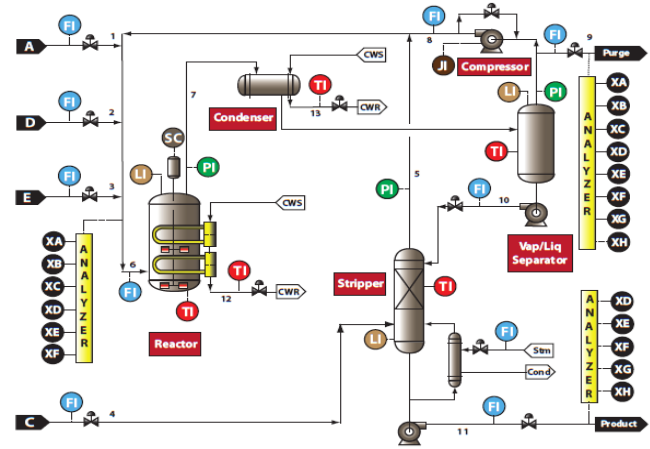 FI
1
A
FI
8
FI
9
Purge
JI
Compressor
CWS
7
TI
13
CWR
Condenser
LI
PI
XA
XB
XC
XD
XE
XF
XG
XH
ANALYZER
FI
2
D
SC
LI
PI
TI
FI
3
E
PI
5
FI
10
Vap/Liq
Separator
CWS
XA
XB
XC
XD
XE
XF
ANALYZER
6
FI
TI
12
CWR
TI
Reactor
Stripper
TI
LI
FI
Stm
Cond
ANALYZER
XD
XE
XF
XG
XH
FI
C
4
FI
11
Product